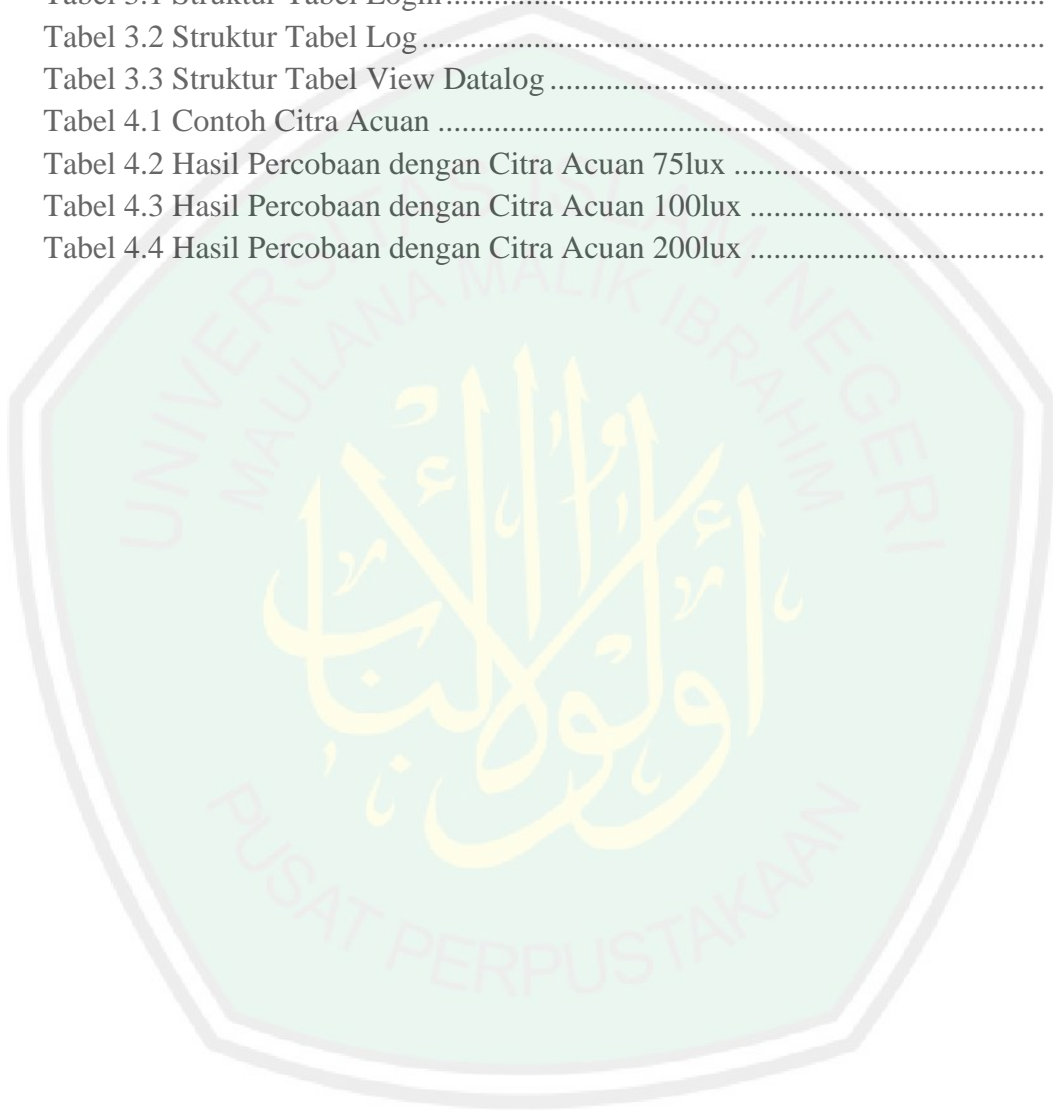 Tabel 3.1 Struktur Tabel Login........................................................................
Tabel 3.2 Struktur Tabel Log..............................................................................
Tabel 3.3 Struktur Tabel View Datalog..............................................................
Tabel 4.1 Contoh Citra Acuan ............................................................................
Tabel 4.2 Hasil Percobaan dengan Citra Acuan 75lux .......................................
Tabel 4.3 Hasil Percobaan dengan Citra Acuan 100lux .....................................
Tabel 4.4 Hasil Percobaan dengan Citra Acuan 200lux .....................................
UNIVERSITAS ISLAM NEGERI
MAULANA MALIK IBRAHIM
أولوا الألباب
PUSAT PERPUSTAKAAN